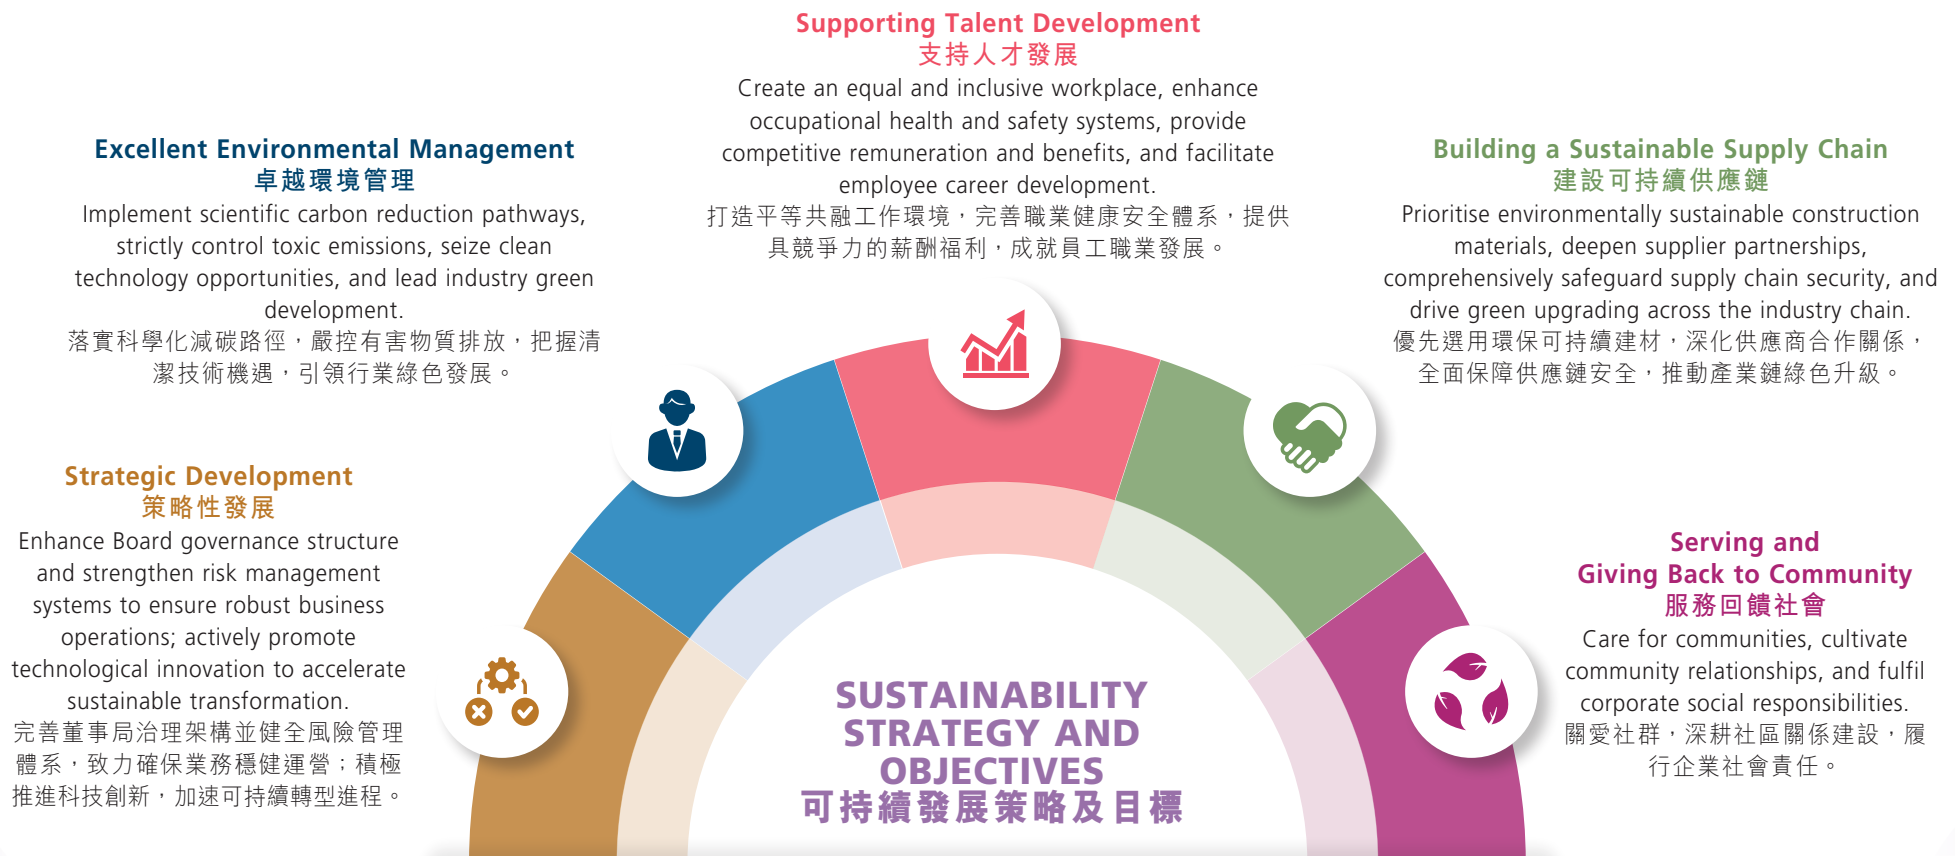 Supporting Talent Development
支持人才發展
Create an equal and inclusive workplace, enhance
occupational health and safety systems, provide
competitive remuneration and benefits, and facilitate
employee career development.
打造平等共融工作環境，完善職業健康安全體系，提供
具競爭力的薪酬福利，成就員工職業發展。
Excellent Environmental Management
卓越環境管理
Implement scientific carbon reduction pathways,
strictly control toxic emissions, seize clean
technology opportunities, and lead industry green
development.
落實科學化減碳路徑，嚴控有害物質排放，把握清
潔技術機遇，引領行業綠色發展。
Building a Sustainable Supply Chain
建設可持續供應鏈
Prioritise environmentally sustainable construction
materials, deepen supplier partnerships,
comprehensively safeguard supply chain security, and
drive green upgrading across the industry chain.
優先選用環保可持續建材，深化供應商合作關係，
全面保障供應鏈安全，推動產業鏈綠色升級。
Strategic Development
策略性發展
Enhance Board governance structure
and strengthen risk management
systems to ensure robust business
operations; actively promote
technological innovation to accelerate
sustainable transformation.
完善董事局治理架構並健全風險管理
體系，致力確保業務穩健運營；積極
推進科技創新，加速可持續轉型進程。
Serving and
Giving Back to Community
服務回饋社會
Care for communities, cultivate
community relationships, and fulfil
corporate social responsibilities.
關愛社群，深耕社區關係建設，履
行企業社會責任。
SUSTAINABILITY
STRATEGY AND
OBJECTIVES
可持續發展策略及目標